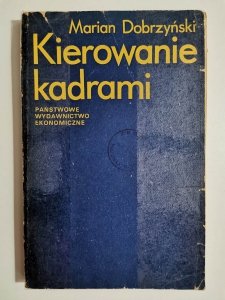 Marian Dobrzyński
Kierowanie
kadrami
PAŃSTWOWE
WYDAWNICTWO
EKONOMICZNE